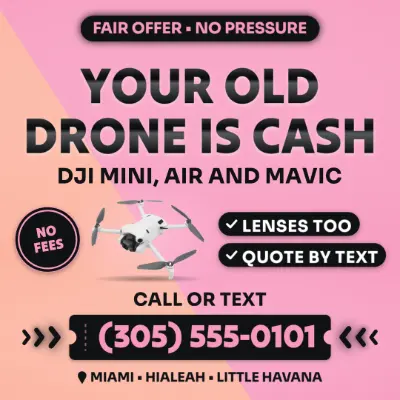 FAIR OFFER • NO PRESSURE
YOUR OLD
DRONE IS CASH
DJI MINI, AIR AND MAVIC
NO
FEES
LENSES TOO
QUOTE BY TEXT
CALL OR TEXT
(305) 555-0101
MIAMI • HIALEAH • LITTLE HAVANA